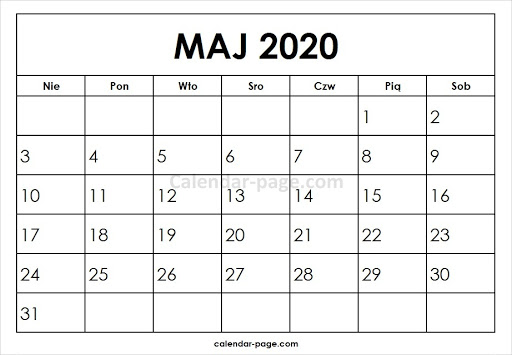 MAJ 2020
Nie Pon Wto Sro Czw Pią Sob
1 2
3 4 5 6 7 8 9
Calendar-page.com
10 11 12 13 14 15 16
17 18 19 20 21 22 23
24 25 26 27 28 29 30
31
calendar-page.com